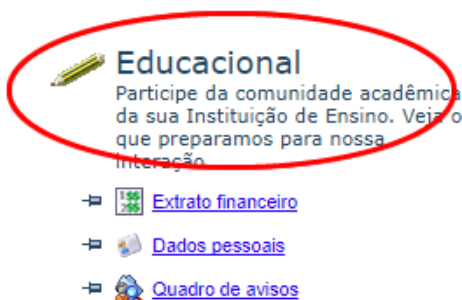 Educacional
Participe da comunidade acadêmica
da sua Instituição de Ensino. Veja o
que preparamos para nossa
interação.
Extrato financeiro
Dados pessoais
Quadro de avisos